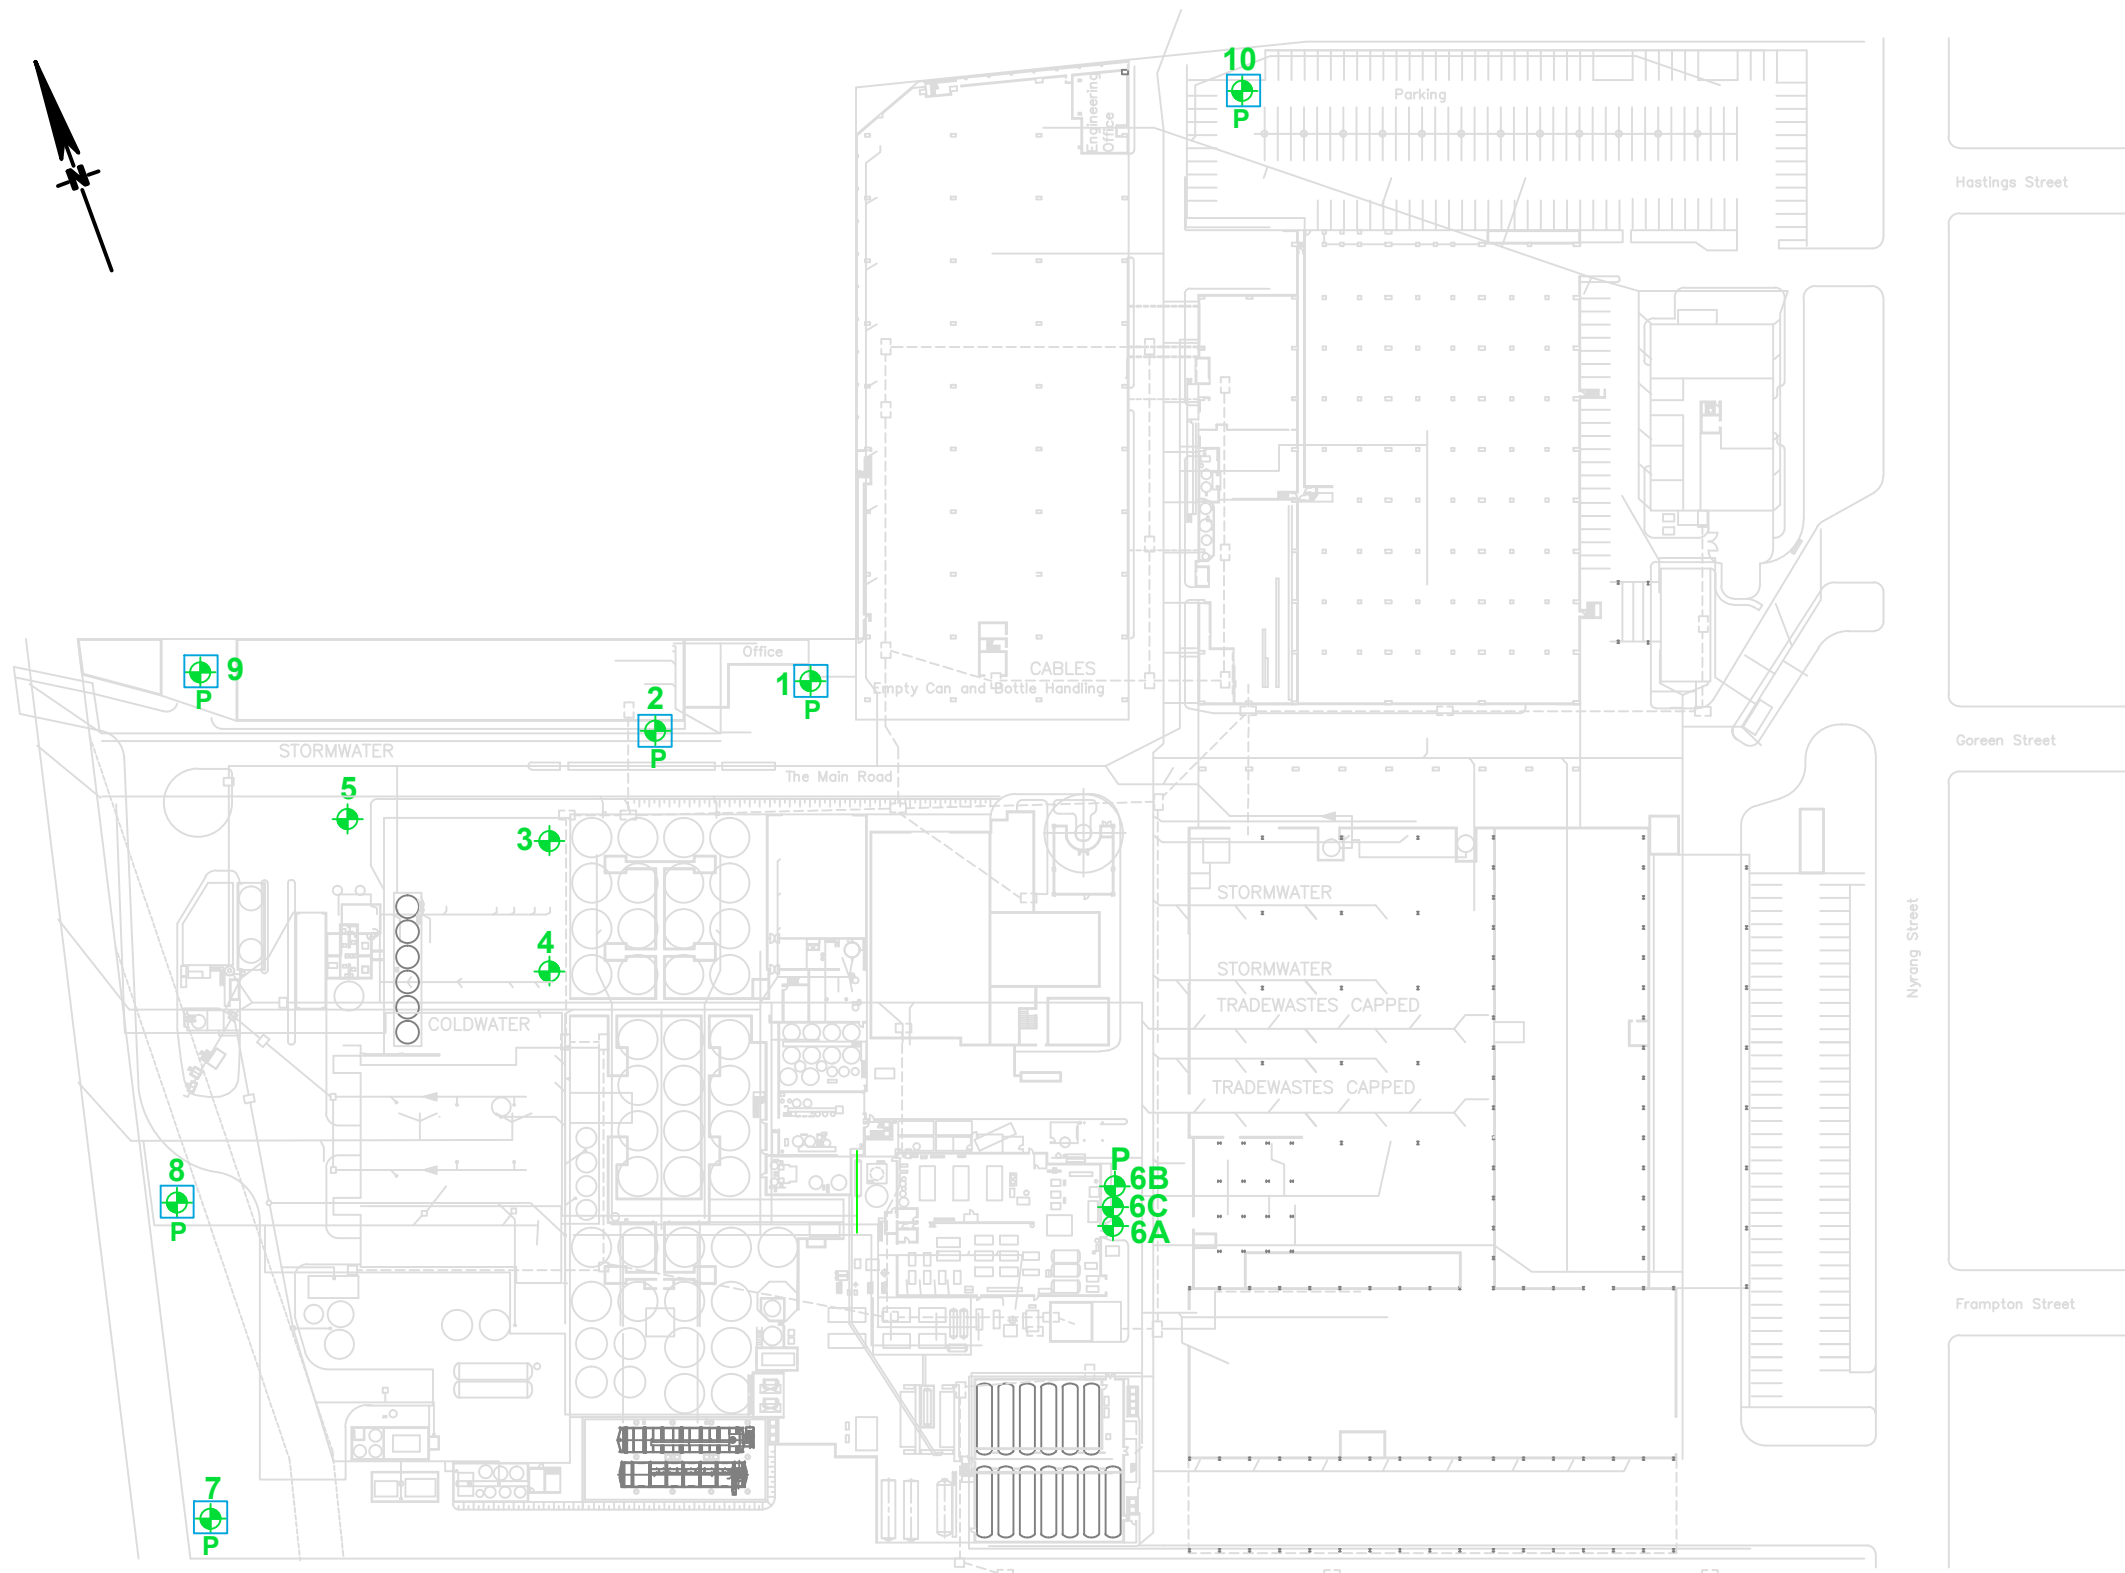 10
P
N
Engineering
Office
Parking
Hastings Street
9
P
Office
1
P
2
P
CABLES
Empty Can and Bottle Handling
STORMWATER
The Main Road
Goreen Street
5
3
4
STORMWATER
STORMWATER
TRADEWASTES CAPPED
COLDWATER
TRADEWASTES CAPPED
Nyrang Street
8
P
P
6B
6C
6A
Frampton Street
7
P